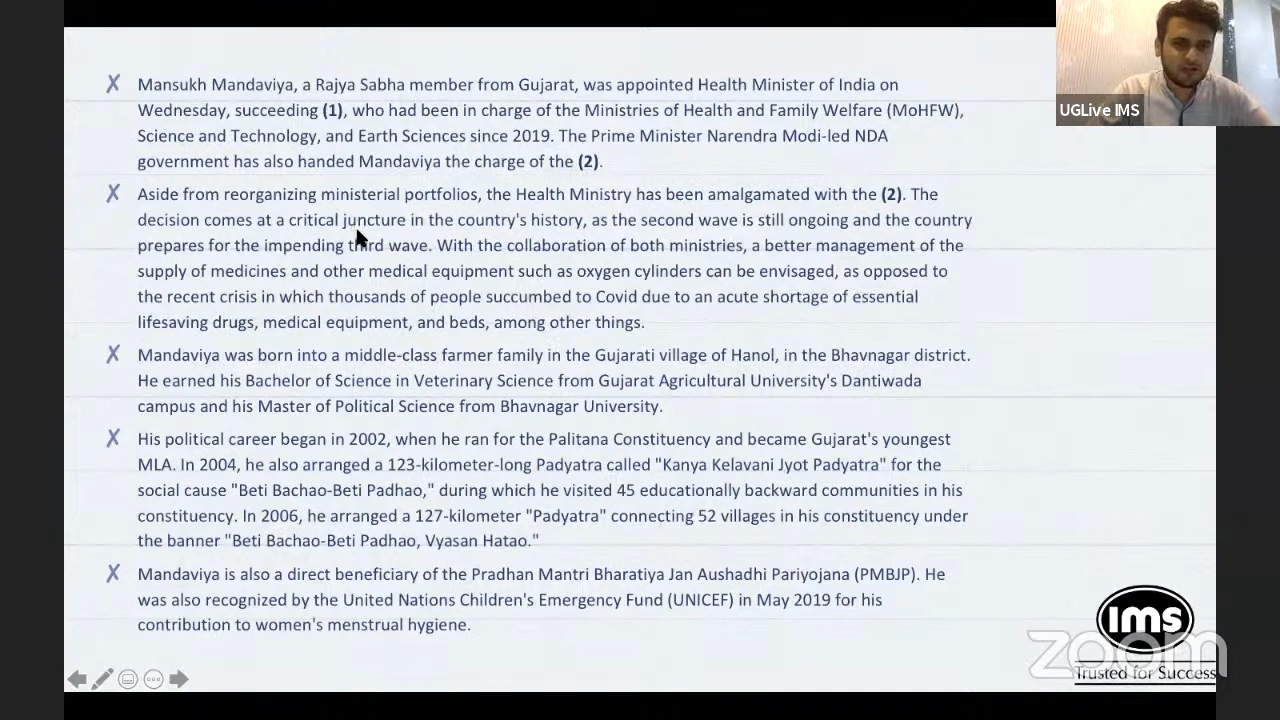 UGLive IMS
✗ Mansukh Mandaviya, a Rajya Sabha member from Gujarat, was appointed Health Minister of India on
Wednesday, succeeding (1), who had been in charge of the Ministries of Health and Family Welfare (MoHFW),
Science and Technology, and Earth Sciences since 2019. The Prime Minister Narendra Modi-led NDA
government has also handed Mandaviya the charge of the (2).
✗ Aside from reorganizing ministerial portfolios, the Health Ministry has been amalgamated with the (2). The
decision comes at a critical juncture in the country's history, as the second wave is still ongoing and the country
prepares for the impending third wave. With the collaboration of both ministries, a better management of the
supply of medicines and other medical equipment such as oxygen cylinders can be envisaged, as opposed to
the recent crisis in which thousands of people succumbed to Covid due to an acute shortage of essential
lifesaving drugs, medical equipment, and beds, among other things.
✗ Mandaviya was born into a middle-class farmer family in the Gujarati village of Hanol, in the Bhavnagar district.
He earned his Bachelor of Science in Veterinary Science from Gujarat Agricultural University's Dantiwada
campus and his Master of Political Science from Bhavnagar University.
✗ His political career began in 2002, when he ran for the Palitana Constituency and became Gujarat's youngest
MLA. In 2004, he also arranged a 123-kilometer-long Padyatra called "Kanya Kelavani Jyot Padyatra" for the
social cause "Beti Bachao-Beti Padhao," during which he visited 45 educationally backward communities in his
constituency. In 2006, he arranged a 127-kilometer "Padyatra" connecting 52 villages in his constituency under
the banner "Beti Bachao-Beti Padhao, Vyasan Hatao."
✗ Mandaviya is also a direct beneficiary of the Pradhan Mantri Bharatiya Jan Aushadhi Pariyojana (PMBJP). He
was also recognized by the United Nations Children's Emergency Fund (UNICEF) in May 2019 for his
contribution to women's menstrual hygiene.
ims
zoom
Trusted for Success